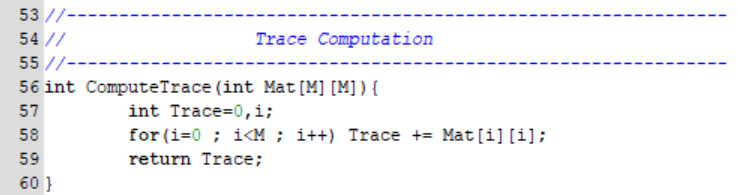 53 //----------------------------------------------------------------
54 //                  Trace Computation
55 //----------------------------------------------------------------
56 int ComputeTrace(int Mat[M][M]){
57         int Trace=0,i;
58         for(i=0 ; i<M ; i++) Trace += Mat[i][i];
59         return Trace;
60 }